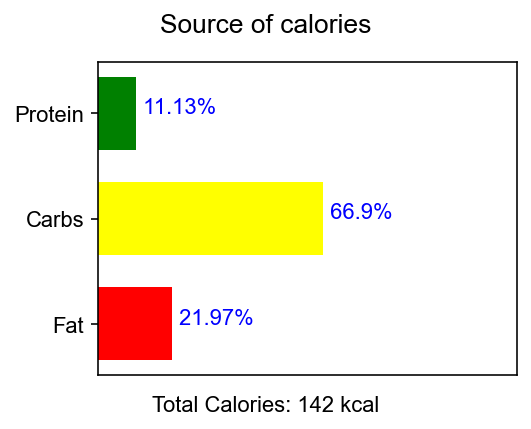 Source of calories
Protein 11.13%
Carbs 66.9%
Fat 21.97%
Total Calories: 142 kcal